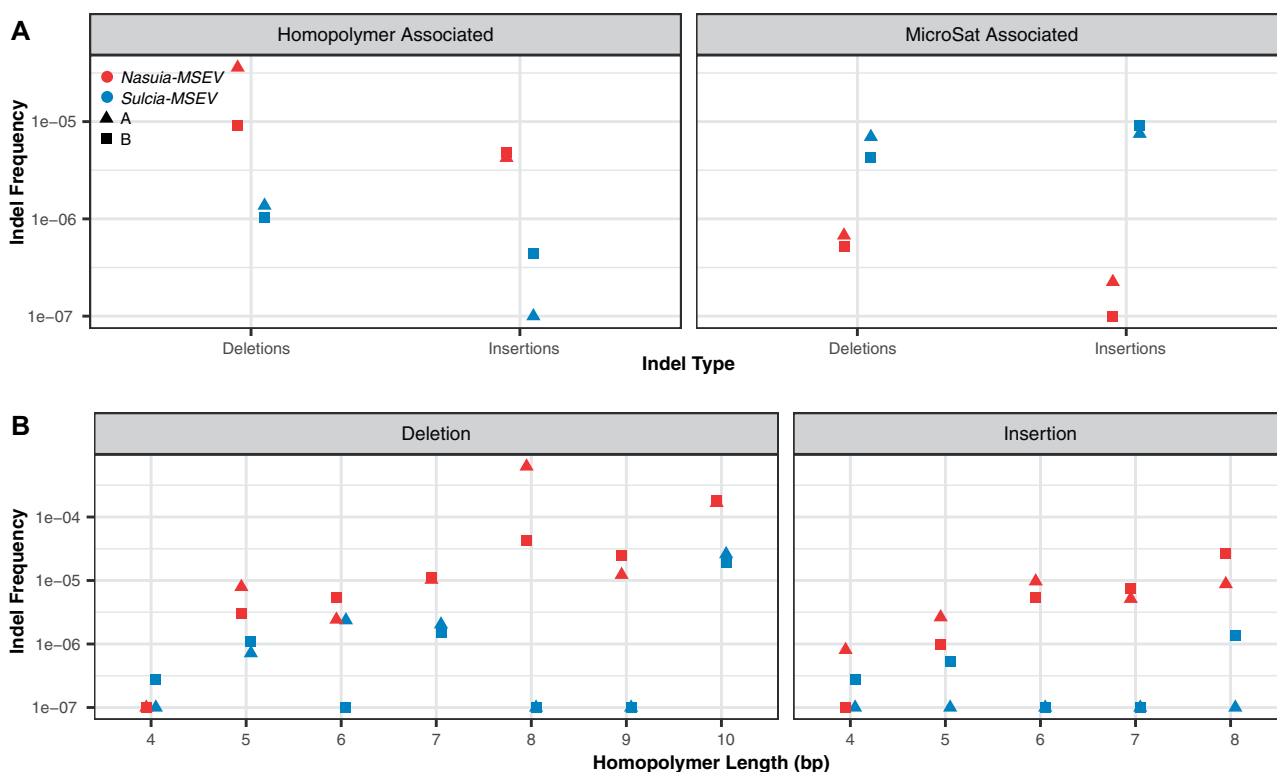 A
Homopolymer Associated
MicroSat Associated
Nasuia-MSEV
Sulcia-MSEV
A
B
Indel Frequency
1e-05
1e-06
1e-07
Deletions
Insertions
Deletions
Insertions
Indel Type
B
Deletion
Insertion
Indel Frequency
1e-04
1e-05
1e-06
1e-07
4 5 6 7 8 9 10
4 5 6 7 8
Homopolymer Length (bp)